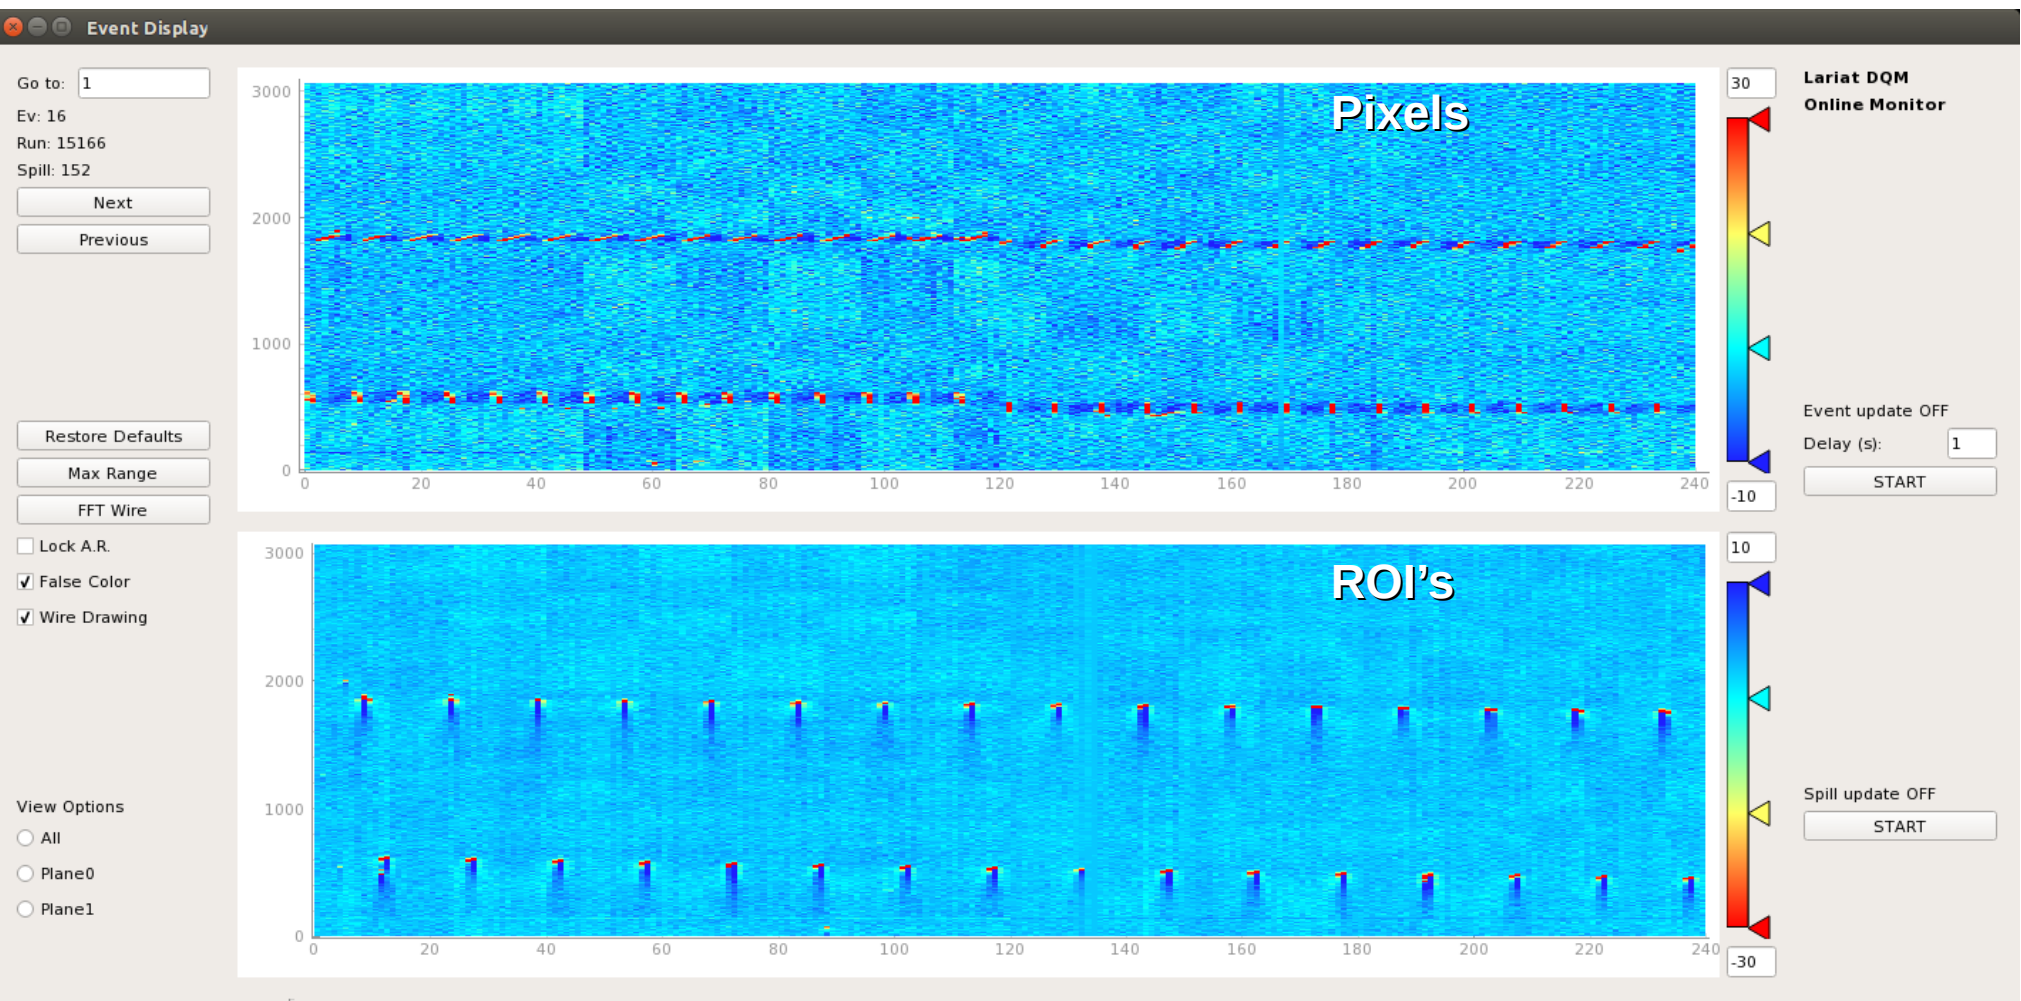 Event Display
Go to: 1
Ev: 16
Run: 15166
Spill: 152
Next
Previous
Restore Defaults
Max Range
FFT Wire
Lock A.R.
False Color
Wire Drawing
View Options
All
Plane0
Plane1
Pixels
3000
2000
1000
0
0 20 40 60 80 100 120 140 160 180 200 220 240
ROI’s
3000
2000
1000
0
0 20 40 60 80 100 120 140 160 180 200 220 240
30
-10
10
-30
Lariat DQM
Online Monitor
Event update OFF
Delay (s): 1
START
Spill update OFF
START